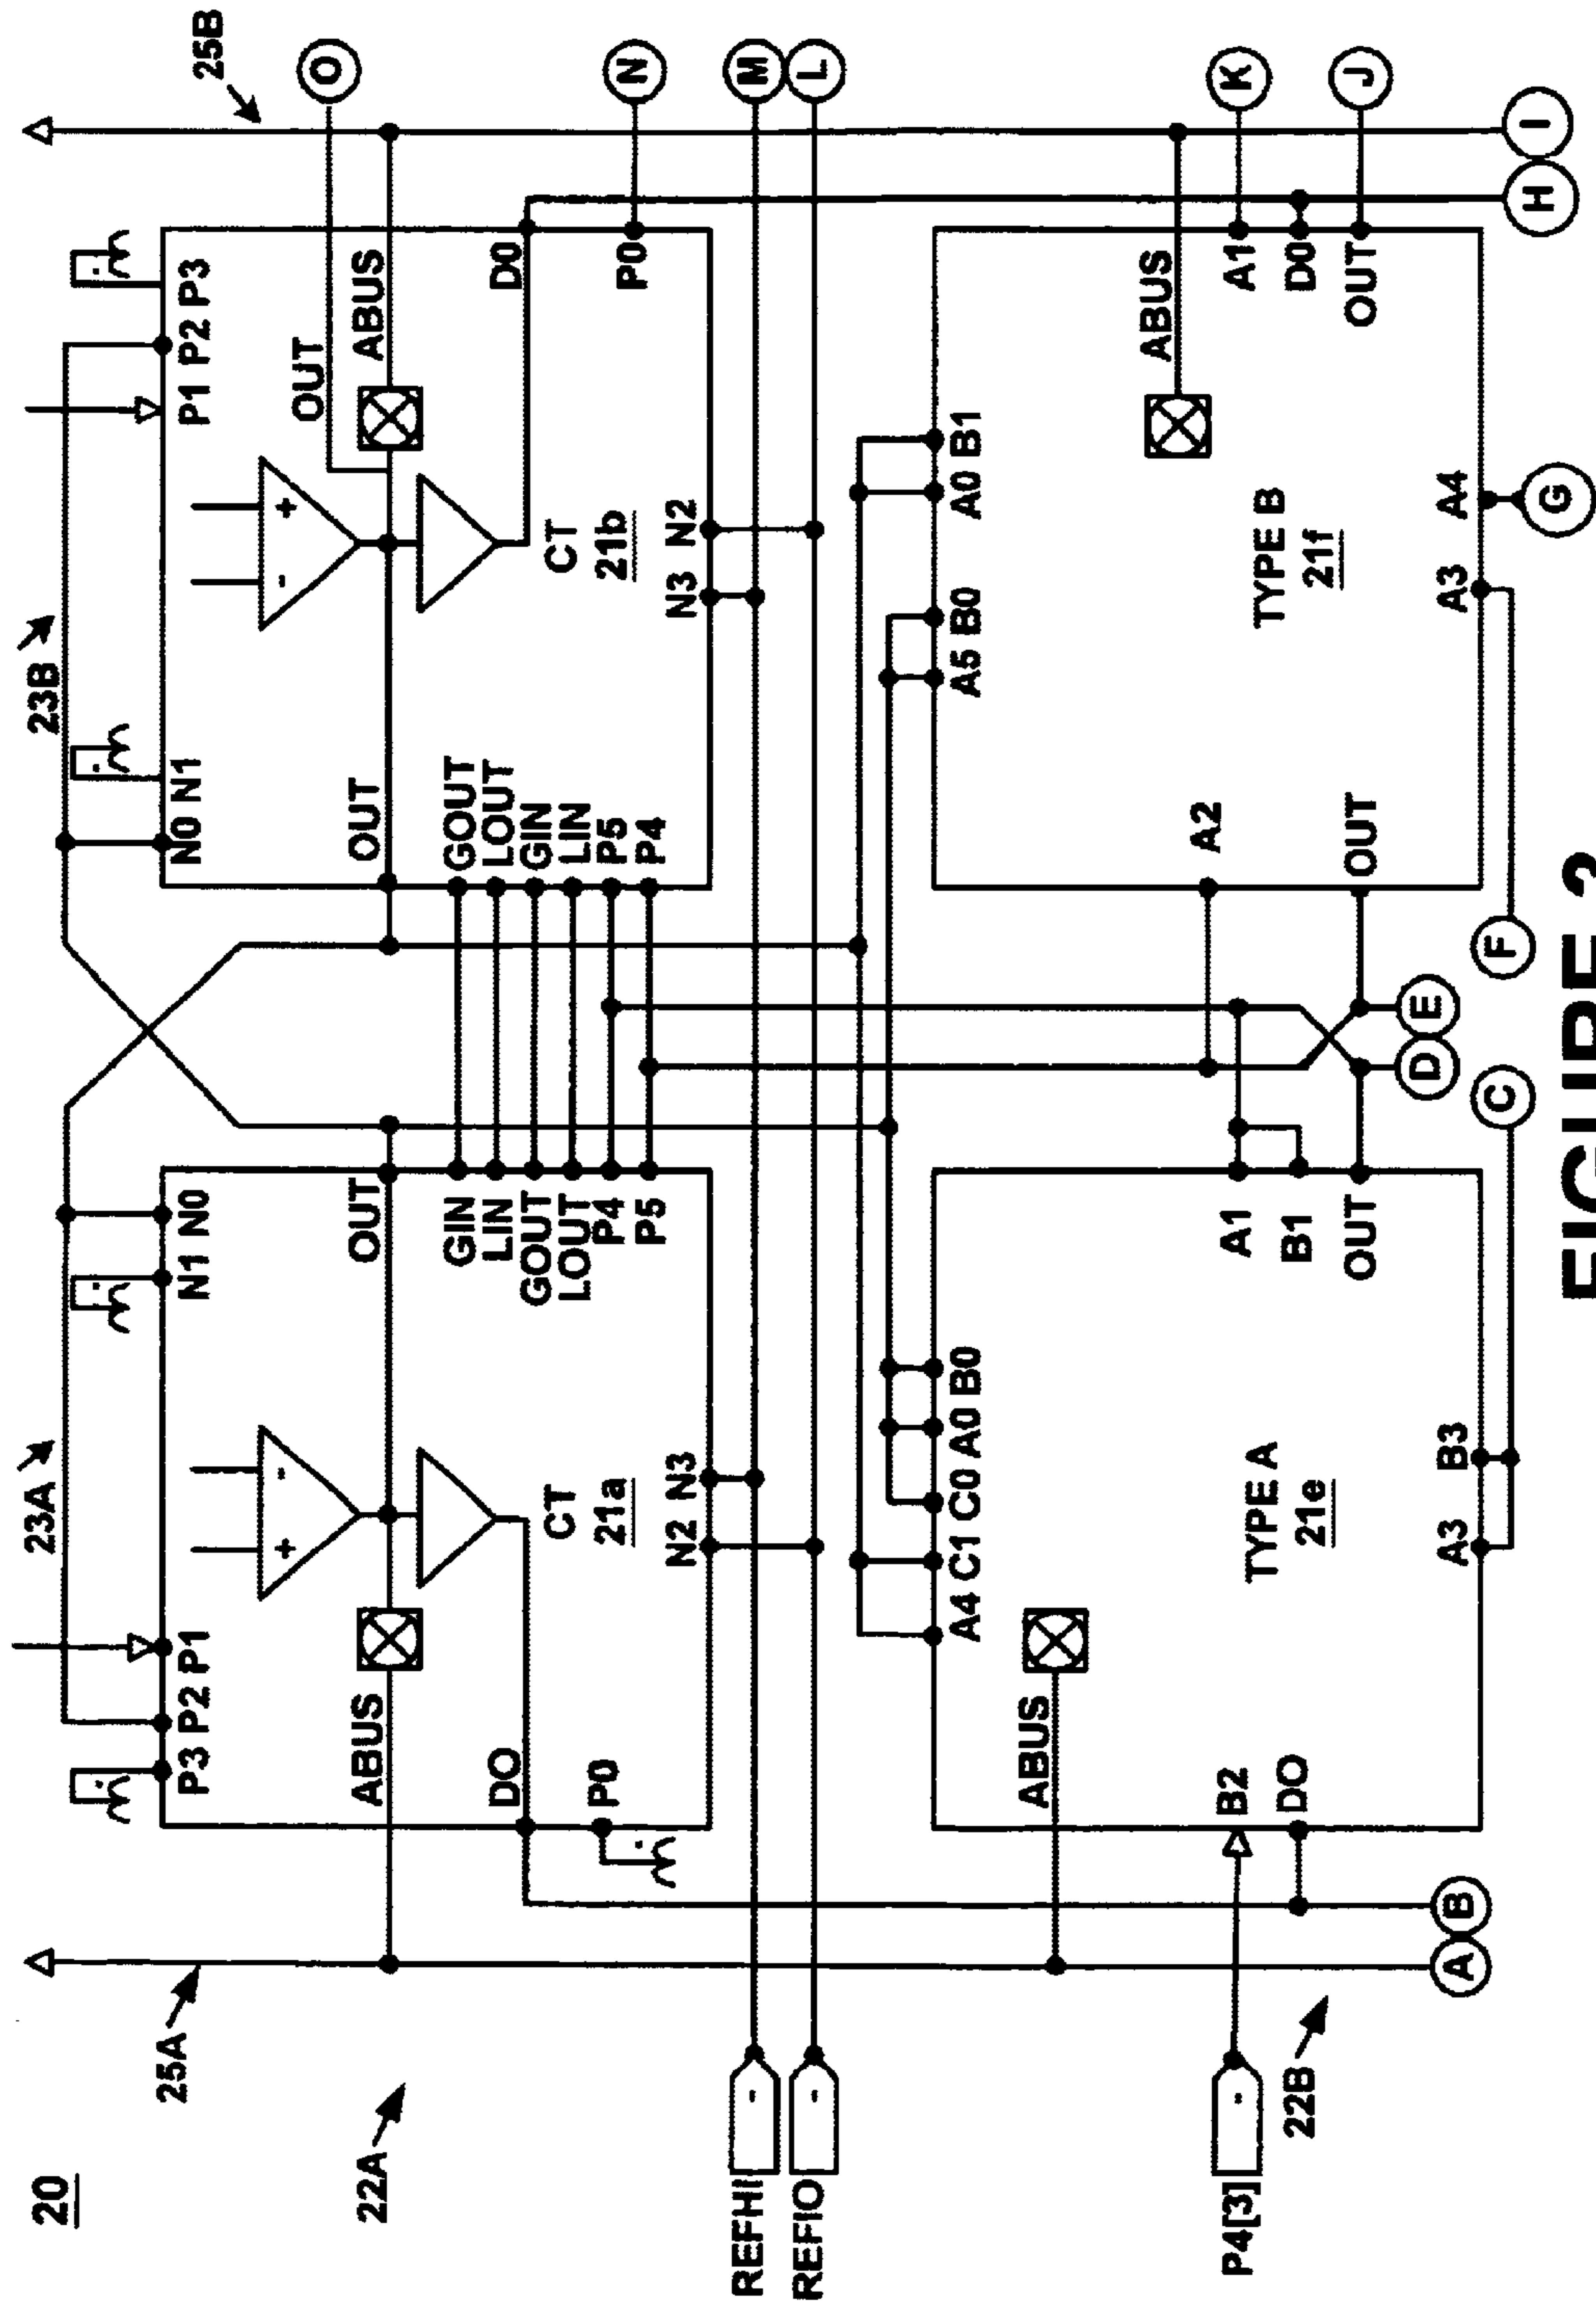 20
23A
23B
25A
P3 P2 P1
N1 N0
N0 N1
P1 P2 P3
25B
+ -
- +
OUT
O
22A
ABUS
OUT
OUT
ABUS
GIN
GOUT
LIN
LOUT
DO
D0
GOUT
GIN
CT
21a
CT
21b
LOUT
LIN
P0
P4
P5
P0
N
P5
P4
N2 N3
N3 N2
REFHI
M
REFIO
L
A4 C1 C0 A0 B0
A5 B0
A0 B1
ABUS
ABUS
A2
P4[3]
B2
A1
A1
K
TYPE A
21e
TYPE B
21f
22B
DO
B1
D0
OUT
OUT
OUT
J
D
E
A3
B3
A3
A4
A
B
C
F
G
H
I
FIGURE